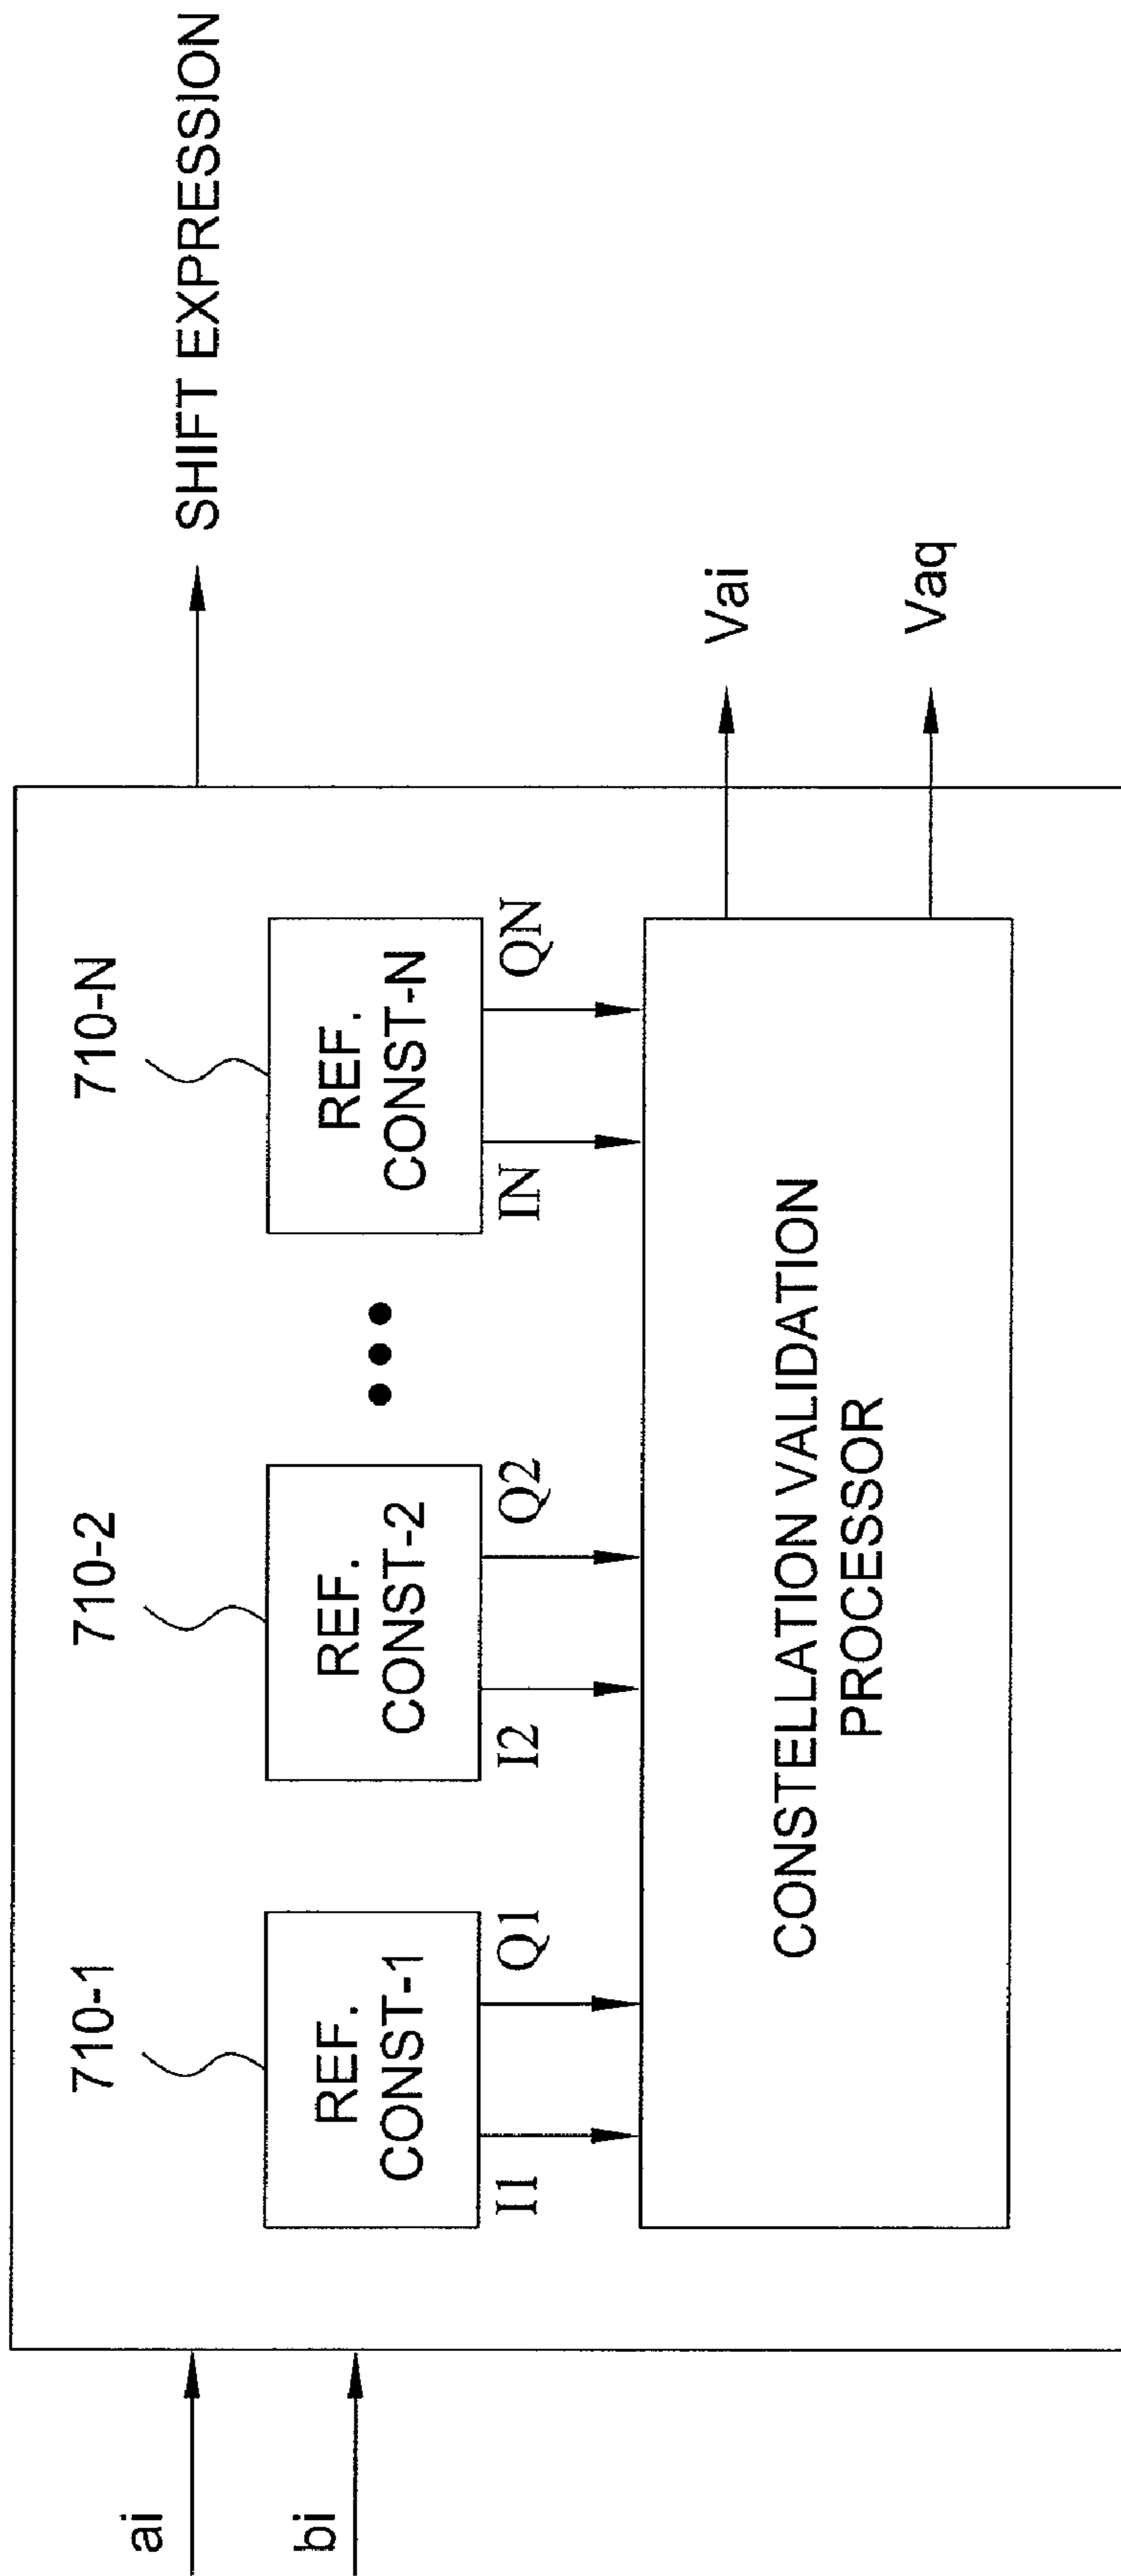 710-1
710-2
710-N
SHIFT EXPRESSION
ai
bi
REF.
CONST-1
REF.
CONST-2
REF.
CONST-N
I1
Q1
I2
Q2
IN
QN
CONSTELLATION VALIDATION
PROCESSOR
Vai
Vaq